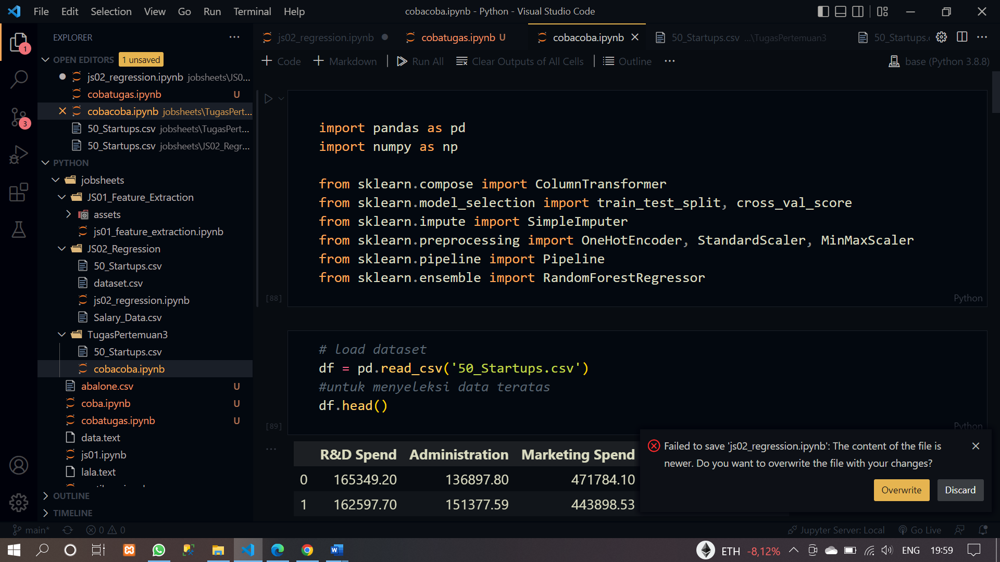 File Edit Selection View Go Run Terminal Help
cobacoba.ipynb - Python - Visual Studio Code
EXPLORER
1
3
OPEN EDITORS 1 unsaved
js02_regression.ipynb jobsheets\JS0...
cobatugas.ipynb U
cobacoba.ipynb jobsheets\TugasPert...
50_Startups.csv jobsheets\TugasPert...
50_Startups.csv jobsheets\JS02_Regr...
PYTHON
jobsheets
JS01_Feature_Extraction
assets
js01_feature_extraction.ipynb
JS02_Regression
50_Startups.csv
dataset.csv
js02_regression.ipynb
Salary_Data.csv
TugasPertemuan3
50_Startups.csv
cobacoba.ipynb
abalone.csv U
coba.ipynb U
cobatugas.ipynb U
data.text
js01.ipynb
lala.text
OUTLINE
TIMELINE
js02_regression.ipynb
cobatugas.ipynb U
cobacoba.ipynb
50_Startups.csv ...\TugasPertemuan3
50_Startups.
Code Markdown Run All Clear Outputs of All Cells Outline ...
base (Python 3.8.8)
import pandas as pd
import numpy as np
from sklearn.compose import ColumnTransformer
from sklearn.model_selection import train_test_split, cross_val_score
from sklearn.impute import SimpleImputer
from sklearn.preprocessing import OneHotEncoder, StandardScaler, MinMaxScaler
from sklearn.pipeline import Pipeline
from sklearn.ensemble import RandomForestRegressor
[88] Python
# load dataset
df = pd.read_csv('50_Startups.csv')
#untuk menyeleksi data teratas
df.head()
[89] Python
R&D Spend Administration Marketing Spend
0 165349.20 136897.80 471784.10
1 162597.70 151377.59 443898.53
Failed to save 'js02_regression.ipynb': The content of the file is
newer. Do you want to overwrite the file with your changes?
Overwrite Discard
main* 0 0
Jupyter Server: Local Go Live
ETH -8,12% ENG 19:59